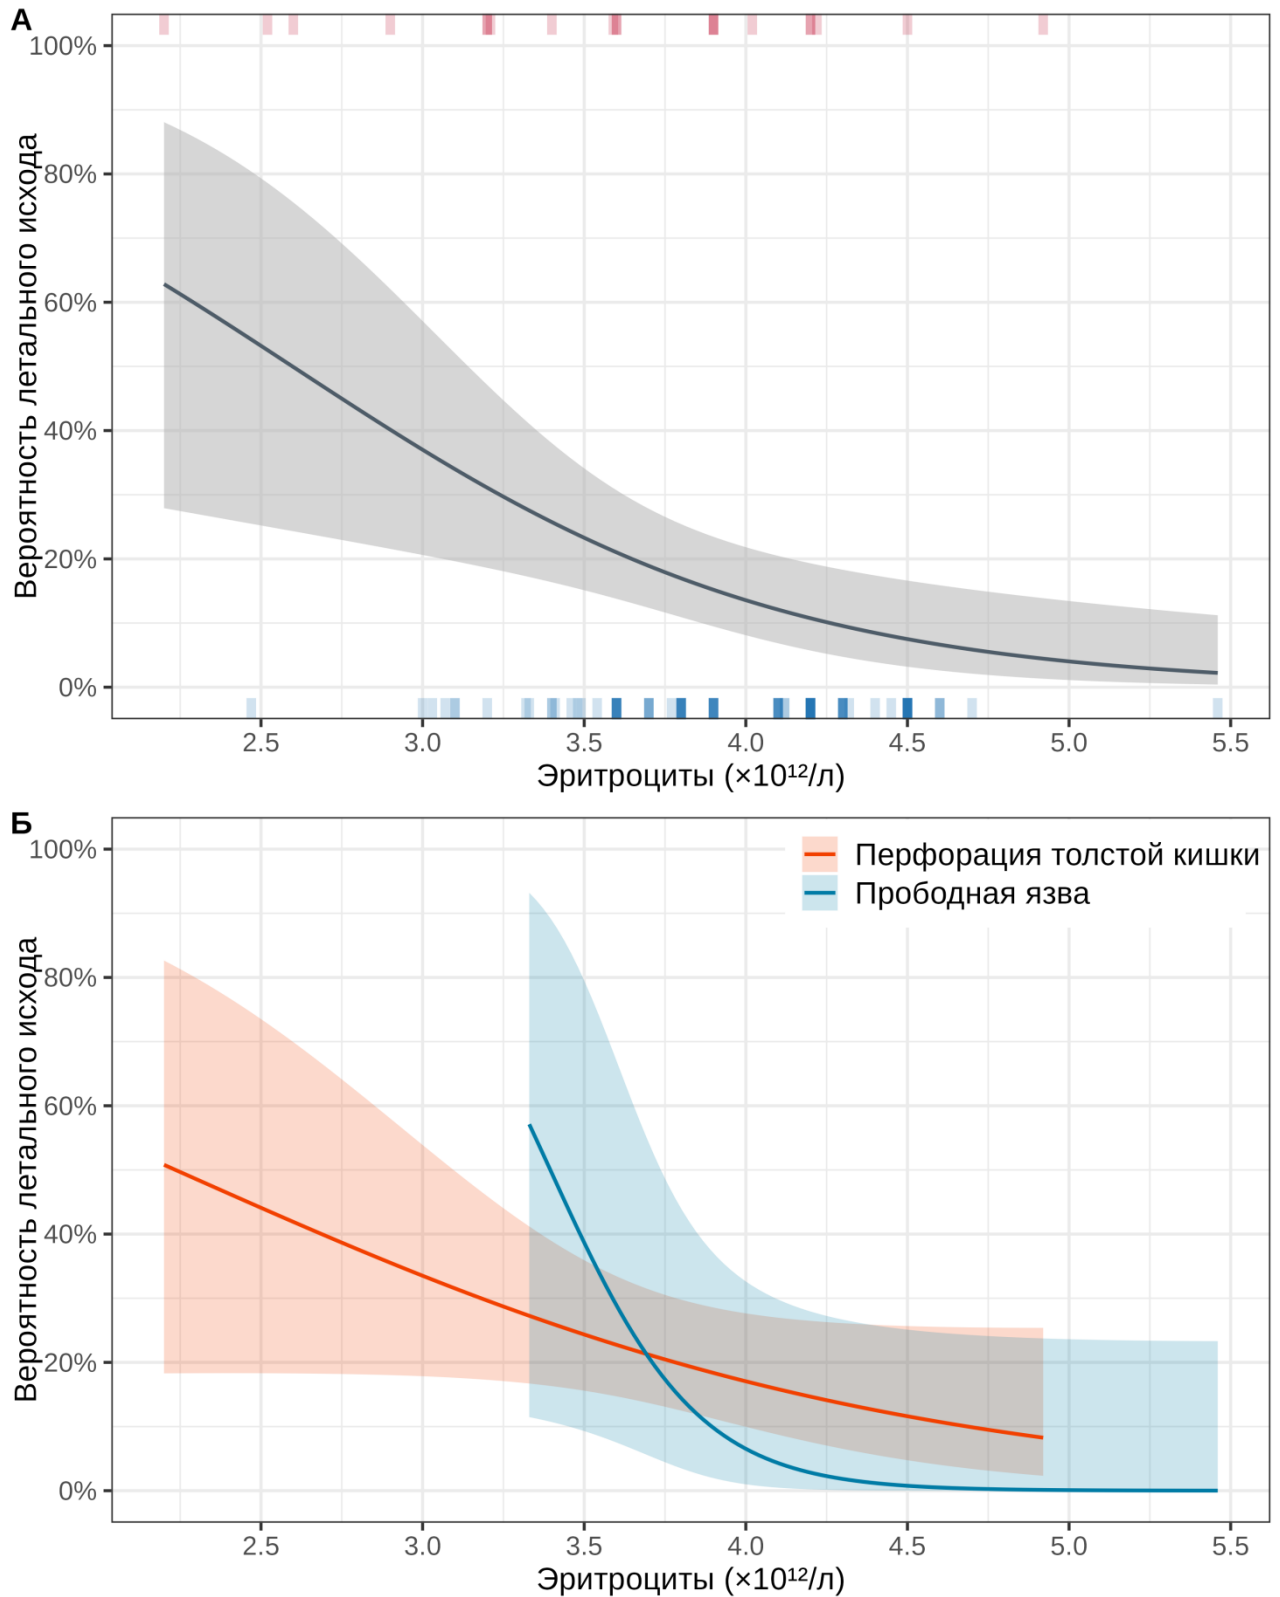 А
Вероятность летального исхода
100%
80%
60%
40%
20%
0%
2.5 3.0 3.5 4.0 4.5 5.0 5.5
Эритроциты (×10¹²/л)
Б
Вероятность летального исхода
100%
80%
60%
40%
20%
0%
Перфорация толстой кишки
Прободная язва
2.5 3.0 3.5 4.0 4.5 5.0 5.5
Эритроциты (×10¹²/л)